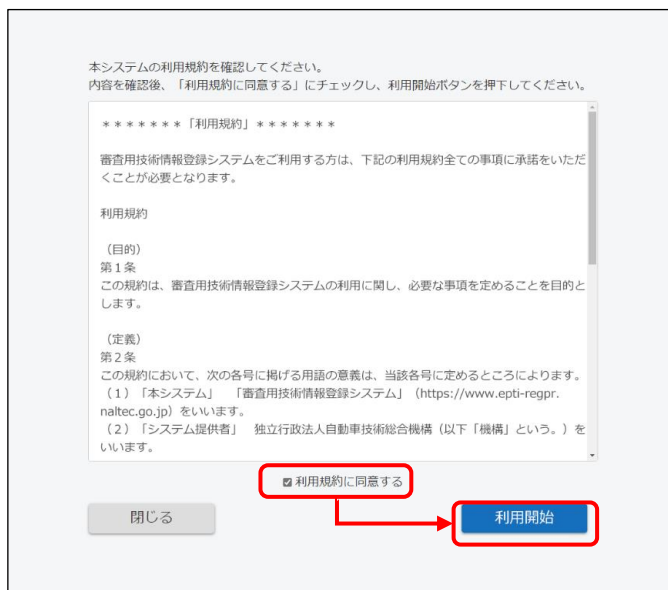 本システムの利用規約を確認してください。
内容を確認後、「利用規約に同意する」にチェックし、利用開始ボタンを押下してください。
＊＊＊＊＊＊＊「利用規約」＊＊＊＊＊＊＊
審査用技術情報登録システムをご利用する方は、下記の利用規約全ての事項に承諾をいただ
くことが必要となります。
利用規約
（目的）
第１条
この規約は、審査用技術情報登録システムの利用に関し、必要な事項を定めることを目的と
します。
（定義）
第２条
この規約において、次の各号に掲げる用語の意義は、当該各号に定めるところによります。
（１）「本システム」　「審査用技術情報登録システム」（https://www.epti-regpr.
naltec.go.jp）をいいます。
（２）「システム提供者」　独立行政法人自動車技術総合機構（以下「機構」という。）を
いいます。
利用規約に同意する
閉じる
利用開始